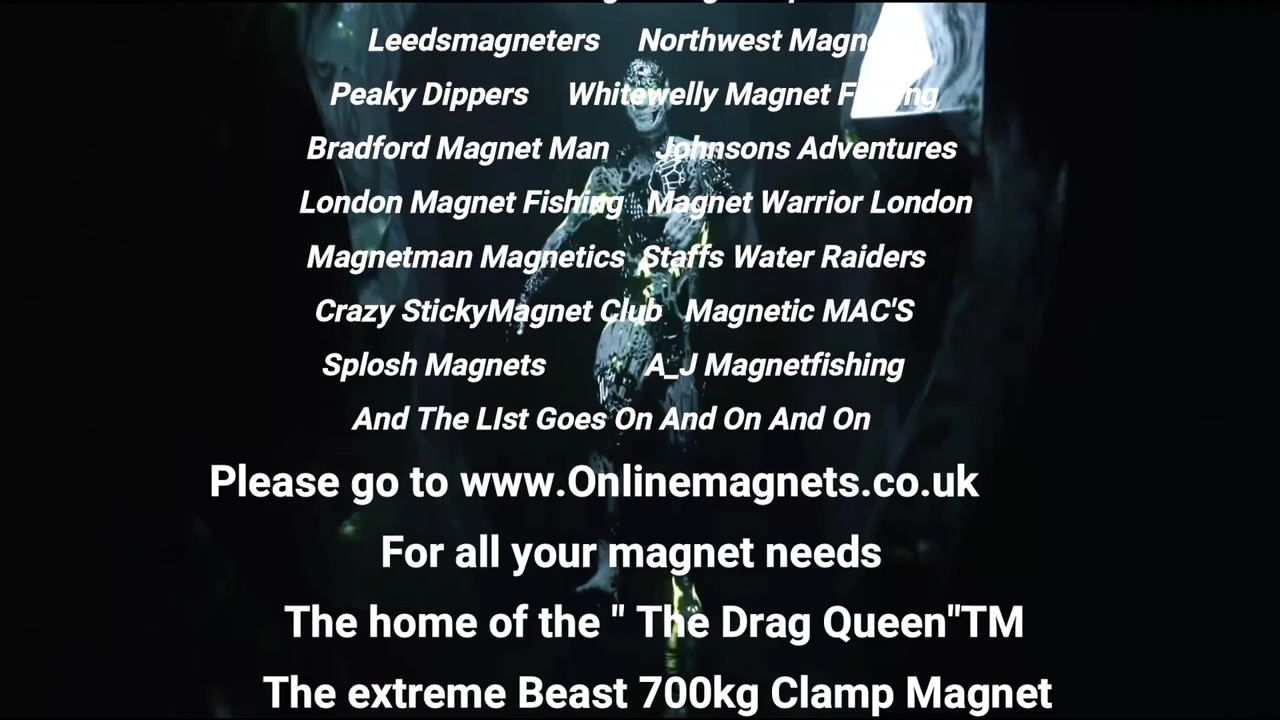 Leedsmagneters Northwest
Peaky Dippers Whitewelly Magnet
Bradford Magnet Man Johnsons Adventures
London Magnet Fishing Magnet Warrior London
Magnetman Magnetics Staffs Water Raiders
Crazy StickyMagnet Club Magnetic MAC'S
Splosh Magnets A_J Magnetfishing
And The LIst Goes On And On And On
Please go to www.Onlinemagnets.co.uk
For all your magnet needs
The home of the " The Drag Queen"TM
The extreme Beast 700kg Clamp Magnet